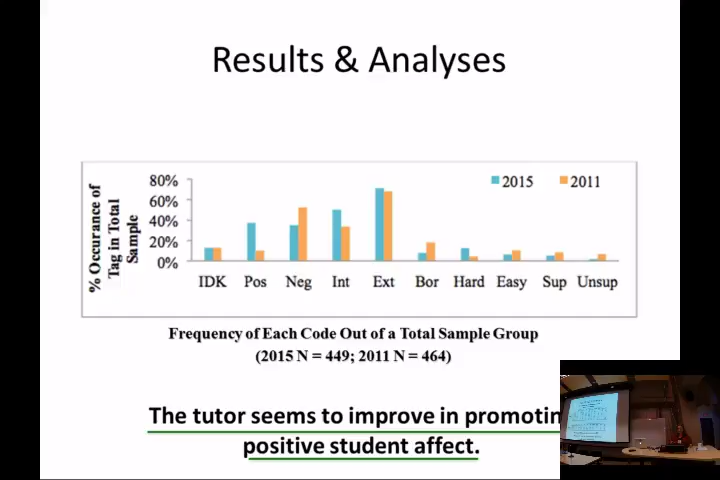 Results & Analyses
% Occurance of
Tag in Total
Sample
80%
60%
40%
20%
0%
2015
2011
IDK Pos Neg Int Ext Bor Hard Easy Sup Unsup
Frequency of Each Code Out of a Total Sample Group
(2015 N = 449; 2011 N = 464)
The tutor seems to improve in promotin
positive student affect.